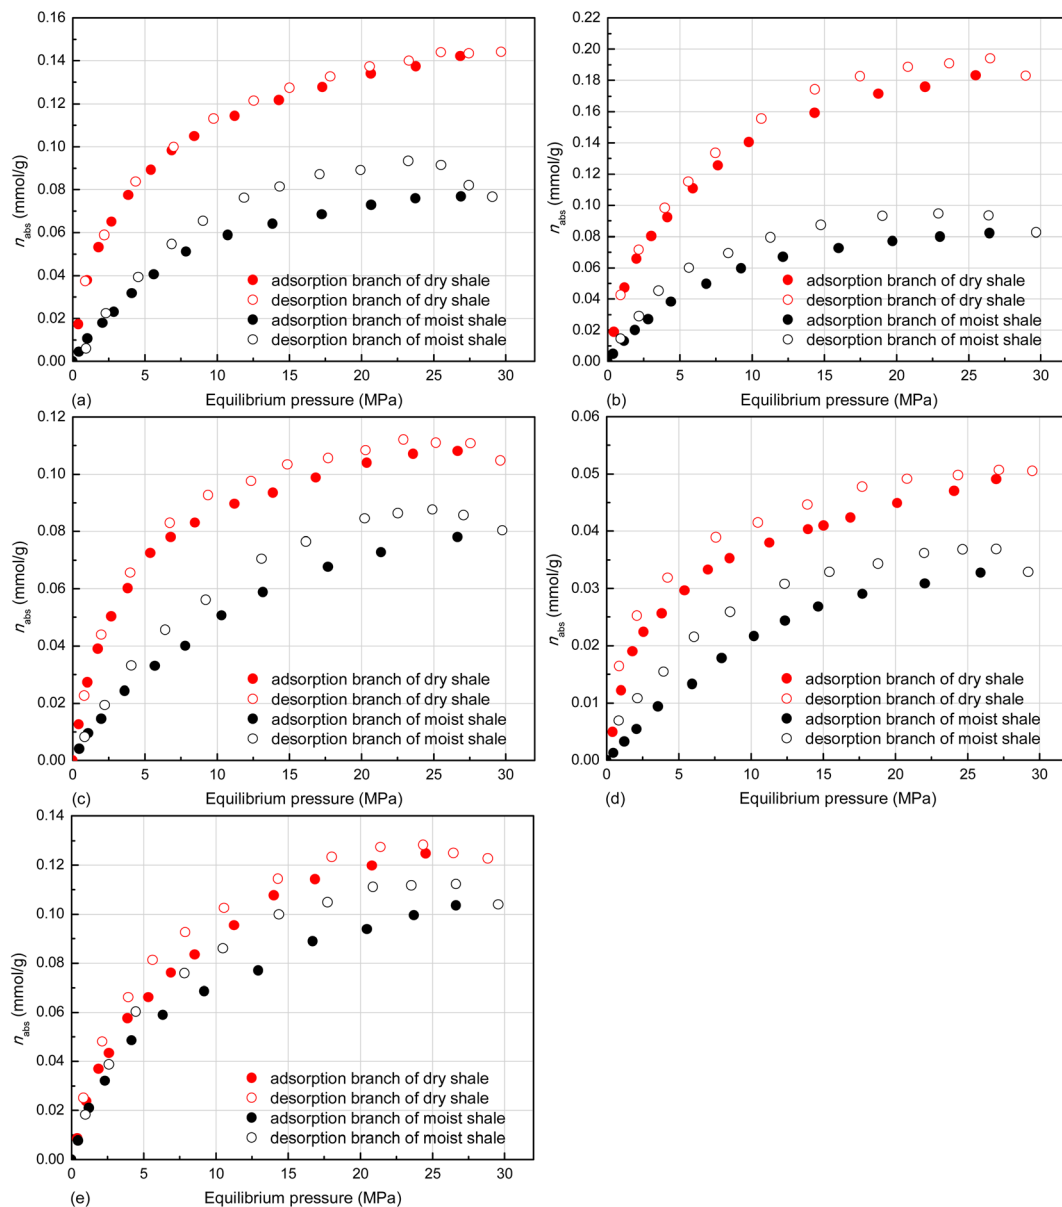 0.16
0.14
0.12
0.10
0.08
0.06
0.04
0.02
0.00
n_abs (mmol/g)
adsorption branch of dry shale
desorption branch of dry shale
adsorption branch of moist shale
desorption branch of moist shale
0 5 10 15 20 25 30
(a) Equilibrium pressure (MPa)
0.22
0.20
0.18
0.16
0.14
0.12
0.10
0.08
0.06
0.04
0.02
0.00
n_abs (mmol/g)
adsorption branch of dry shale
desorption branch of dry shale
adsorption branch of moist shale
desorption branch of moist shale
0 5 10 15 20 25 30
(b) Equilibrium pressure (MPa)
0.12
0.10
0.08
0.06
0.04
0.02
0.00
n_abs (mmol/g)
adsorption branch of dry shale
desorption branch of dry shale
adsorption branch of moist shale
desorption branch of moist shale
0 5 10 15 20 25 30
(c) Equilibrium pressure (MPa)
0.06
0.05
0.04
0.03
0.02
0.01
0.00
n_abs (mmol/g)
adsorption branch of dry shale
desorption branch of dry shale
adsorption branch of moist shale
desorption branch of moist shale
0 5 10 15 20 25 30
(d) Equilibrium pressure (MPa)
0.14
0.12
0.10
0.08
0.06
0.04
0.02
0.00
n_abs (mmol/g)
adsorption branch of dry shale
desorption branch of dry shale
adsorption branch of moist shale
desorption branch of moist shale
0 5 10 15 20 25 30
(e) Equilibrium pressure (MPa)